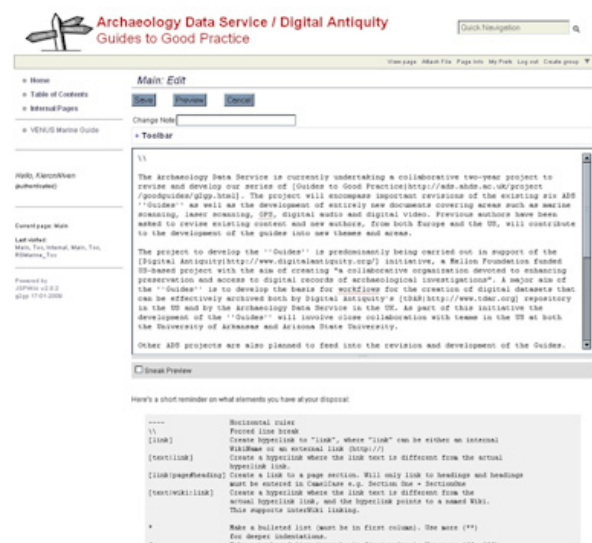 Archaeology Data Service / Digital Antiquity
Guides to Good Practice
Quick Navigation
View page Attach File Page Info My Prefs Log out Create group
Home
Table of Contents
Internal Pages
VENUS Marine Guide
Hello, KieronNiven
(authenticated)
Current page: Main
Last visited:
Main, Toc, Internal, Main, Toc,
RSMarine_Toc
Powered by
JSPWiki
g2gp 17-01-2009
Main: Edit
Save Preview Cancel
Change Note
Toolbar
\\
The Archaeology Data Service is currently undertaking a collaborative two-year project to
revise and develop our series of [Guides to Good Practice|http://ads.ahds.ac.uk/project
/goodguides/g2gp.html]. The project will encompass important revisions of the existing six ADS
''Guides'' as well as the development of entirely new documents covering areas such as marine
scanning, laser scanning, GPS, digital audio and digital video. Previous authors have been
asked to revise existing content and new authors, from both Europe and the US, will contribute
to the development of the guides into new themes and areas.
The project to develop the ''Guides'' is predominantly being carried out in support of the
[Digital Antiquity|http://www.digitalantiquity.org/] initiative, a Mellon Foundation funded
US-based project with the aim of creating "a collaborative organization devoted to enhancing
preservation and access to digital records of archaeological investigations". A major aim of
the ''Guides'' is to develop the basis for workflows for the creation of digital datasets that
can be effectively archived both by Digital Antiquity's [tDAR|http://www.tdar.org] repository
in the US and by the Archaeology Data Service in the UK. As part of this initiative the
development of the ''Guides'' will involve close collaboration with teams in the US at both
the University of Arkansas and Arizona State University.
Other ADS projects are also planned to feed into the revision and development of the Guides.
Sneak Preview
Here's a short reminder on what elements you have at your disposal:
---- Horizontal ruler
\\ Forced line break
[link] Create hyperlink to "link", where "link" can be either an internal
WikiName or an external link (http://)
[text|link] Create a hyperlink where the link text is different from the actual
hyperlink link.
[link|page#heading] Create a link to a page section. Will only link to headings and headings
must be entered in CamelCase e.g. Section One = SectionOne
[text|wiki:link] Create a hyperlink where the link text is different from the
actual hyperlink link, and the hyperlink points to a named Wiki.
This supports interWiki linking.
* Make a bulleted list (must be in first column). Use more (**)
for deeper indentations.